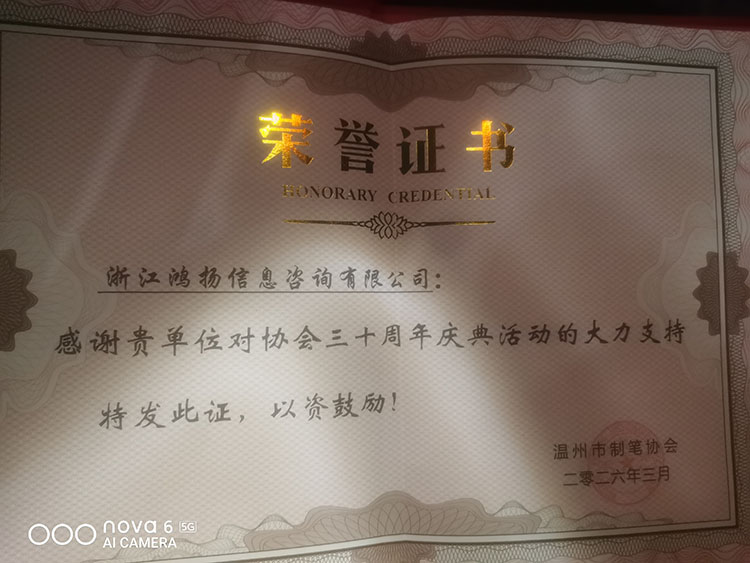 荣誉证书
HONORARY CREDENTIAL
浙江鸿扬信息咨询有限公司：
感谢贵单位对协会三十周年庆典活动的大力支持
特发此证，以资鼓励！
温州市制笔协会
二零二六年三月
nova 6 5G
AI CAMERA